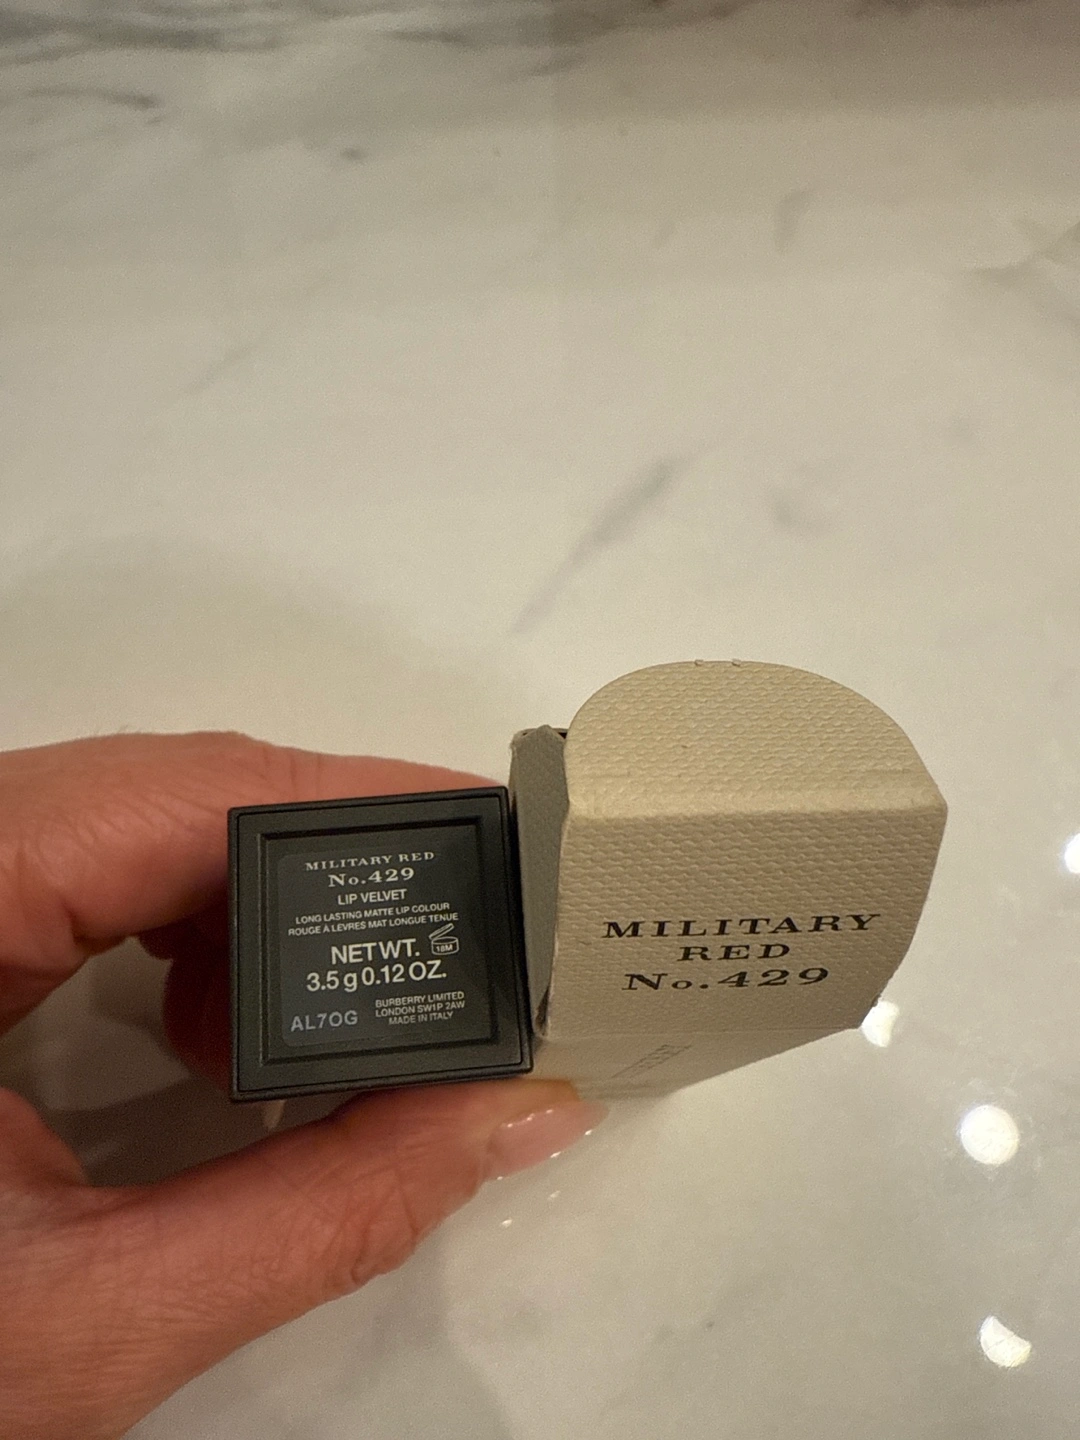 MILITARY RED
No.429
LIP VELVET
LONG LASTING MATTE LIP COLOUR
ROUGE A LEVRES MAT LONGUE TENUE
NET WT.
18M
3.5 g 0.12 OZ.
AL7OG
BURBERRY LIMITED
LONDON SW1P 2AW
MADE IN ITALY
MILITARY
RED
No.429